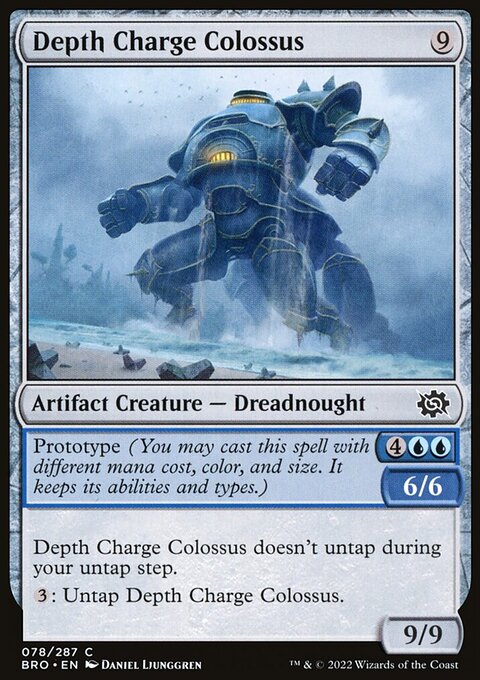 Depth Charge Colossus 9
Artifact Creature — Dreadnought
Prototype (You may cast this spell with
different mana cost, color, and size. It
keeps its abilities and types.)
4
6/6
Depth Charge Colossus doesn't untap during
your untap step.
3: Untap Depth Charge Colossus.
9/9
078/287 C
BRO • EN Daniel Ljunggren
™ & © 2022 Wizards of the Coast